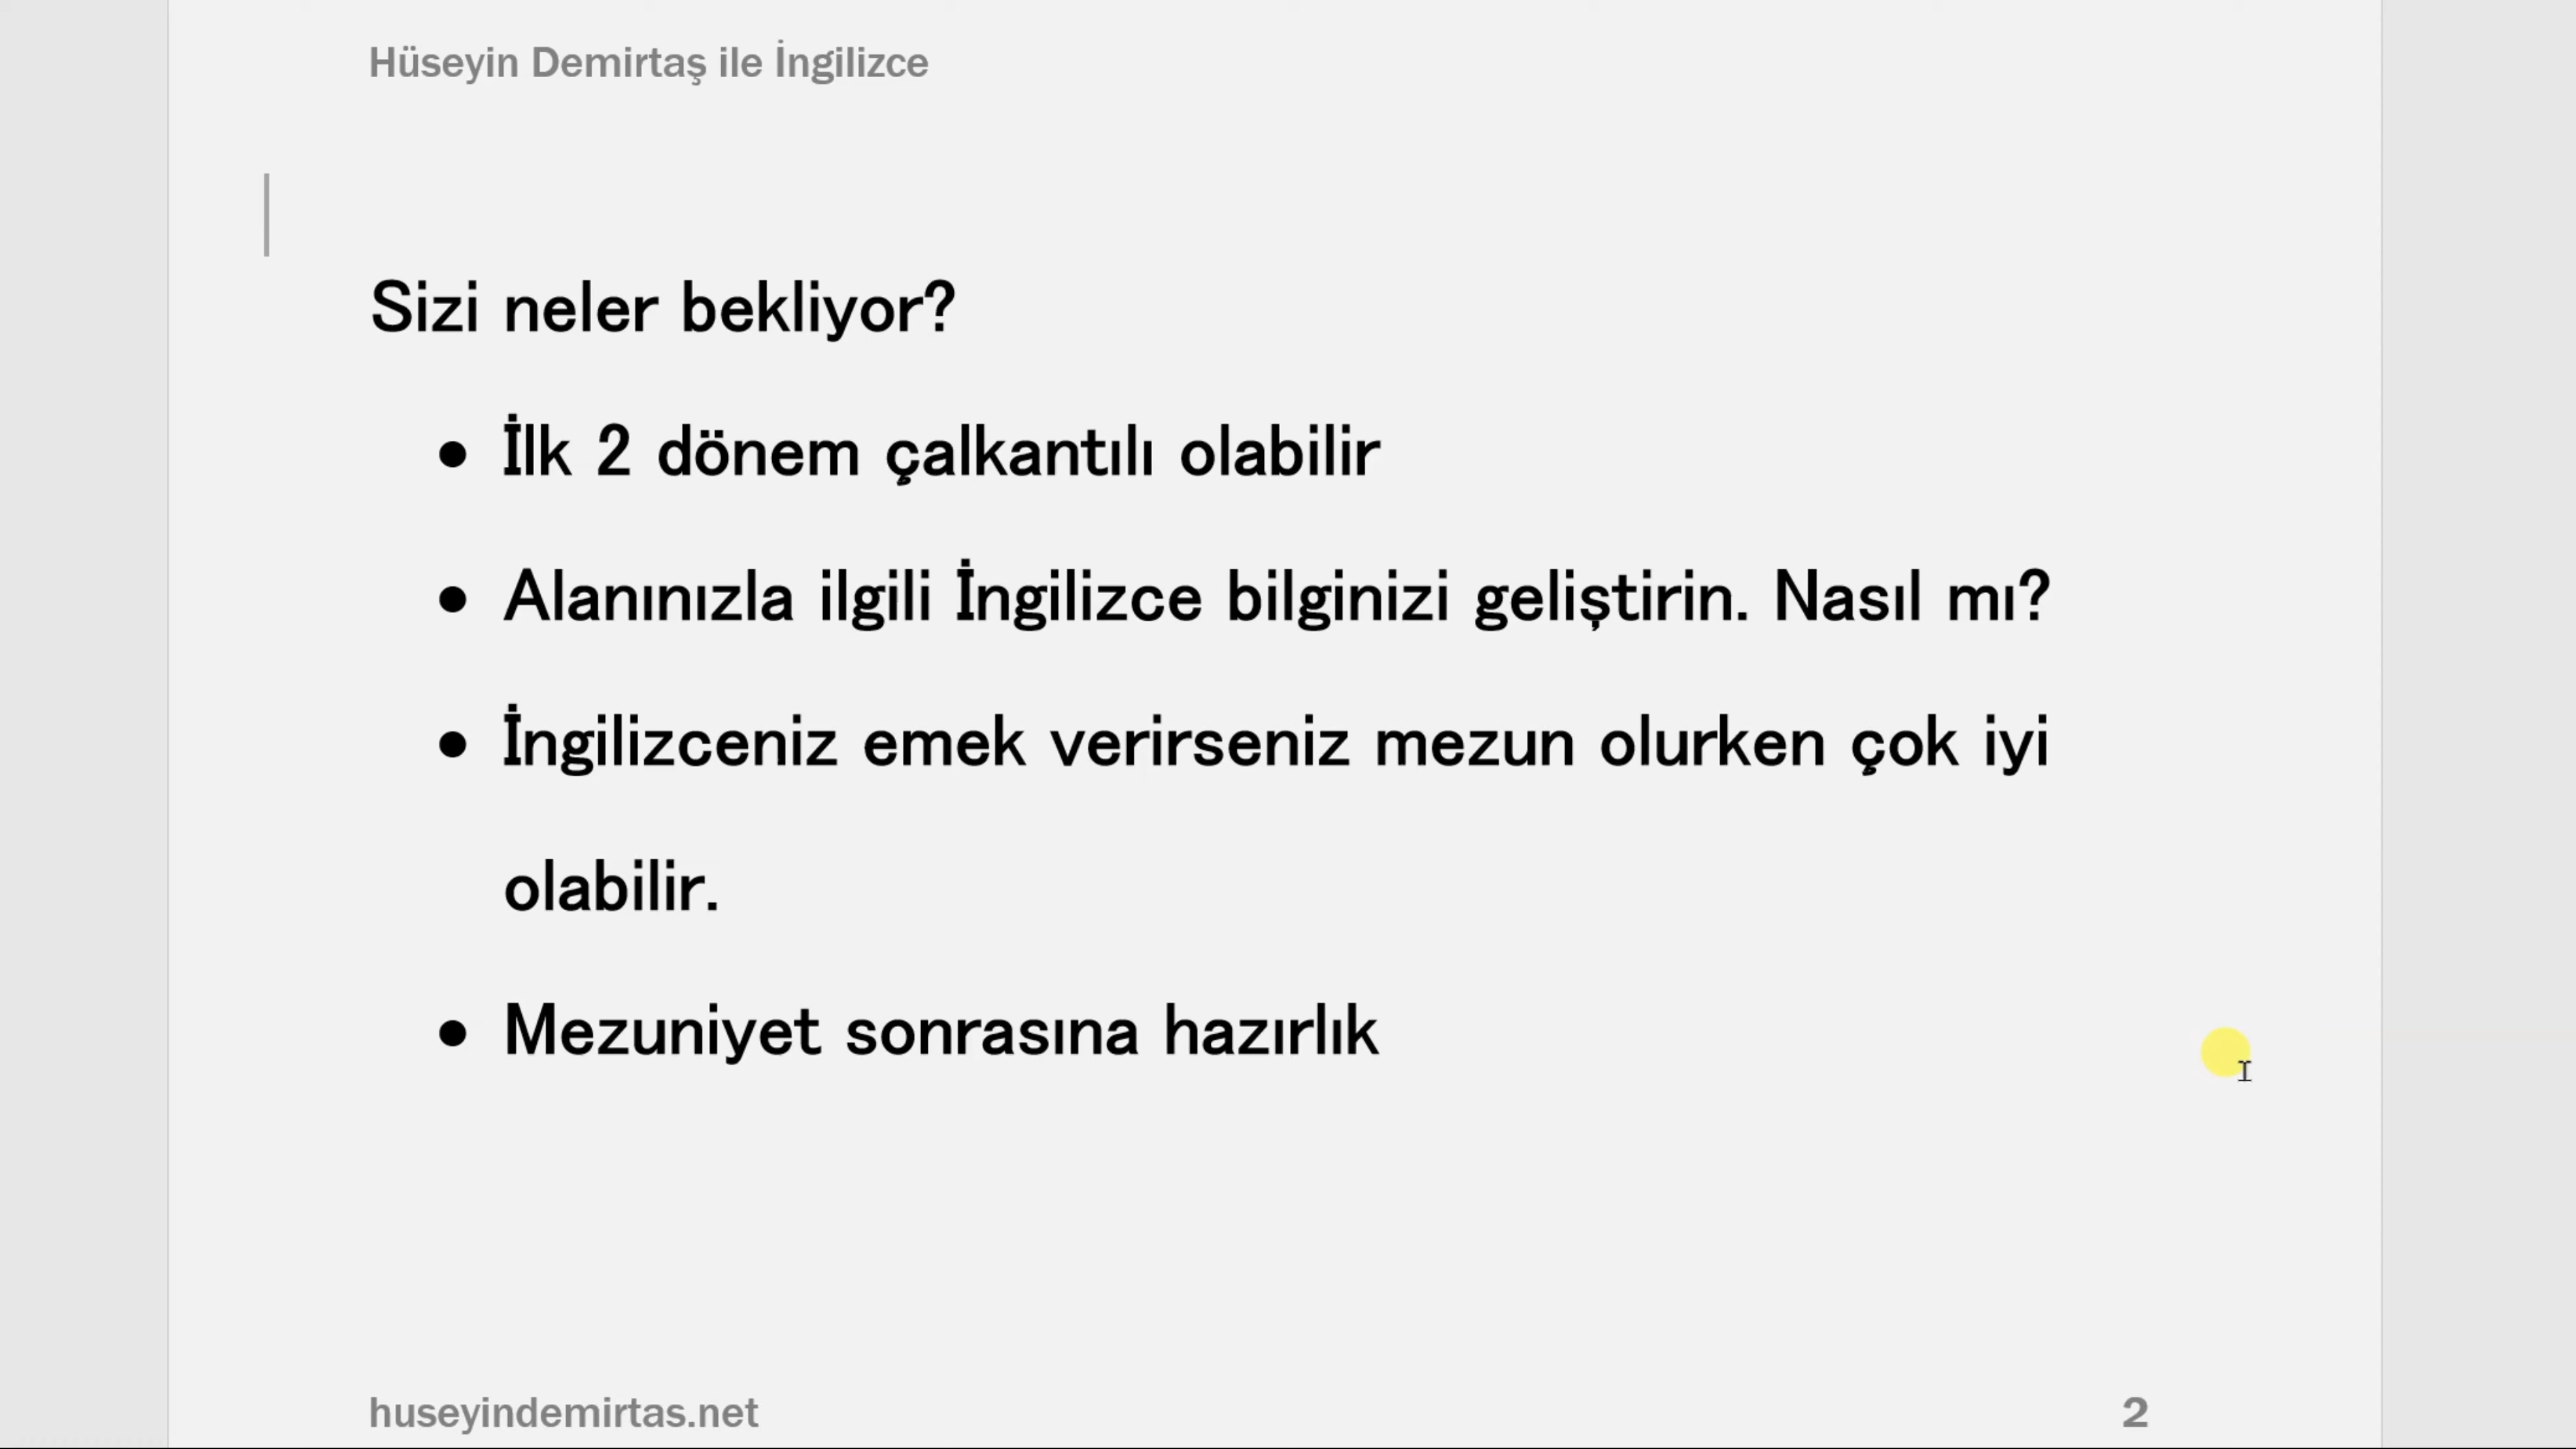 Hüseyin Demirtaş ile İngilizce
Sizi neler bekliyor?
● İlk 2 dönem çalkantılı olabilir
● Alanınızla ilgili İngilizce bilginizi geliştirin. Nasıl mı?
● İngilizceniz emek verirseniz mezun olurken çok iyi
olabilir.
● Mezuniyet sonrasına hazırlık
huseyindemirtas.net 2